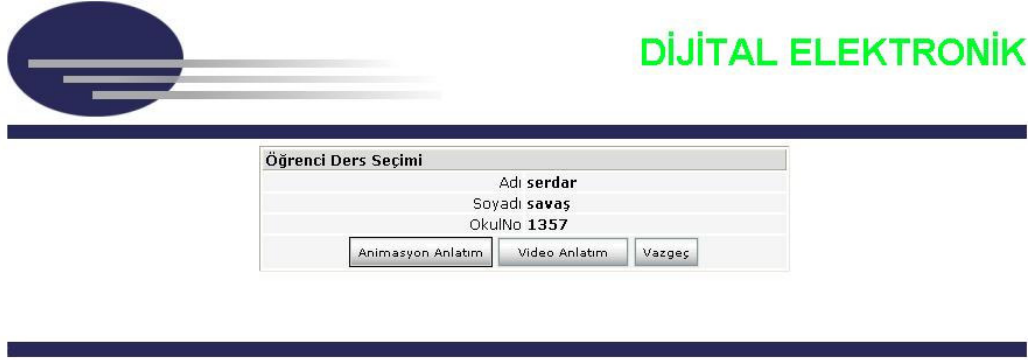 DİJİTAL ELEKTRONİK
Öğrenci Ders Seçimi
Adı serdar
Soyadı savaş
OkulNo 1357
Animasyon Anlatım Video Anlatım Vazgeç